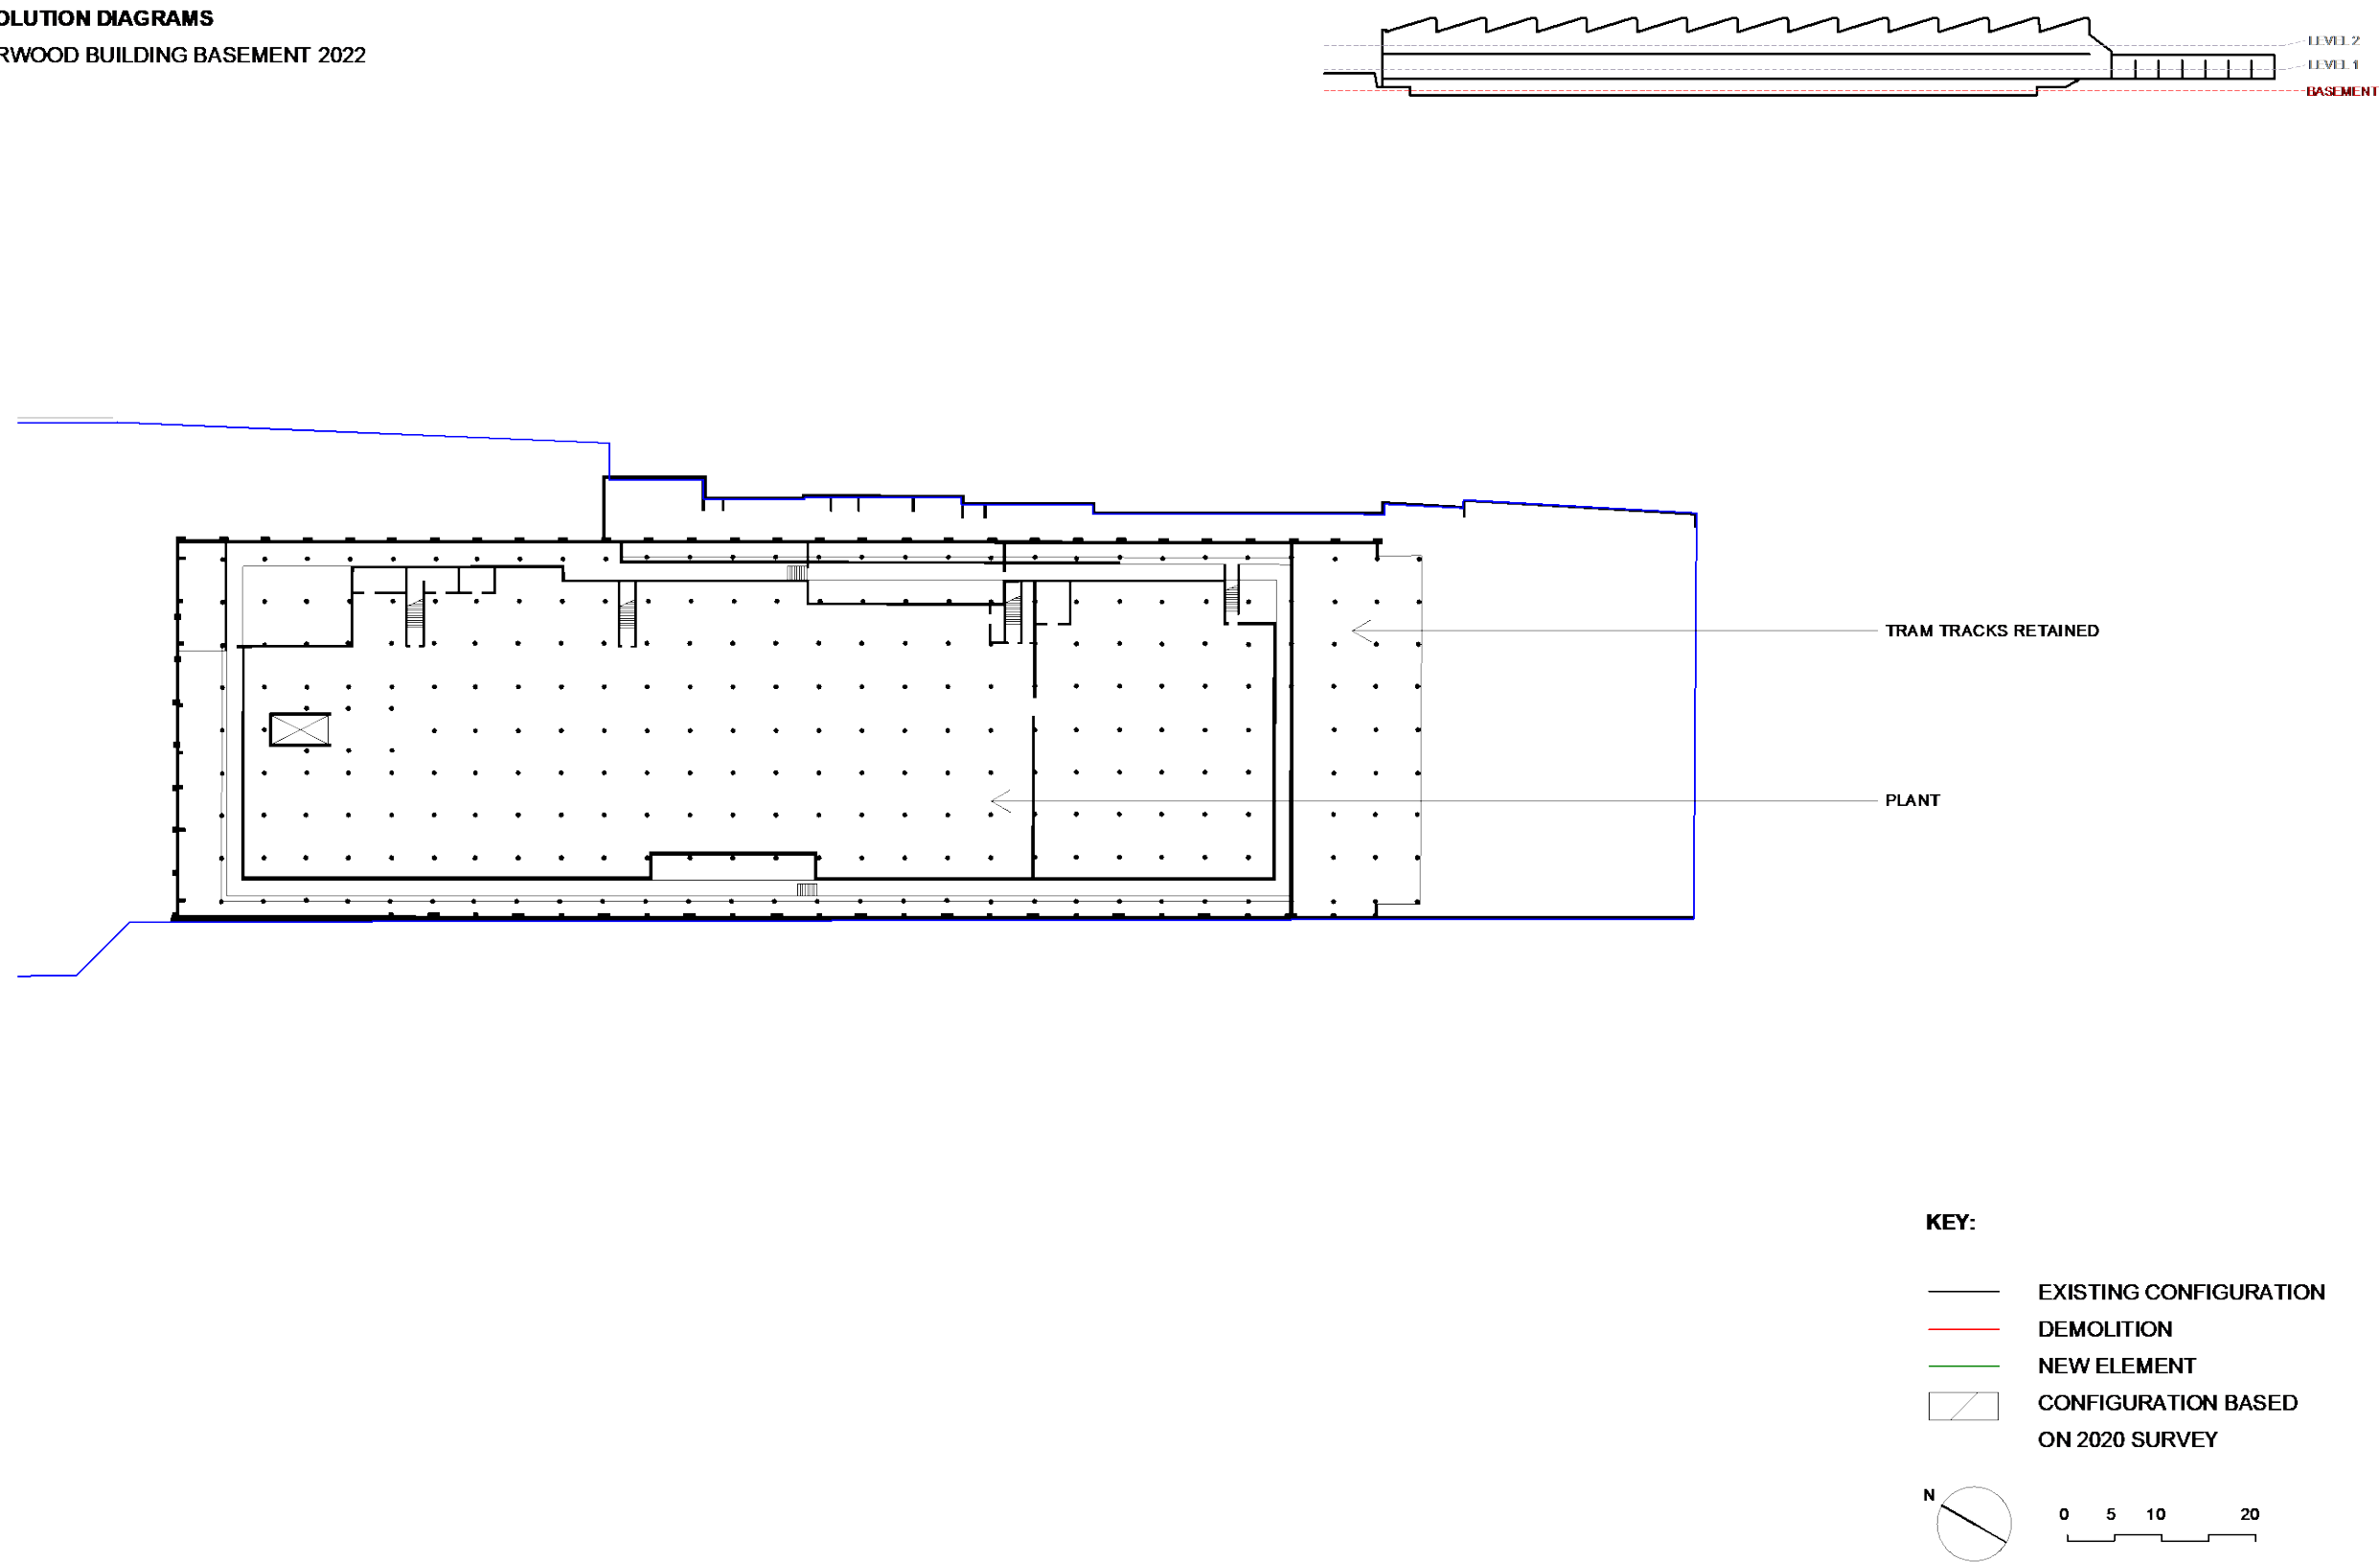 OLUTION DIAGRAMS
RWOOD BUILDING BASEMENT 2022
LEVEL 2
LEVEL 1
BASEMENT
TRAM TRACKS RETAINED
PLANT
KEY:
EXISTING CONFIGURATION
DEMOLITION
NEW ELEMENT
CONFIGURATION BASED
ON 2020 SURVEY
N
0 5 10 20